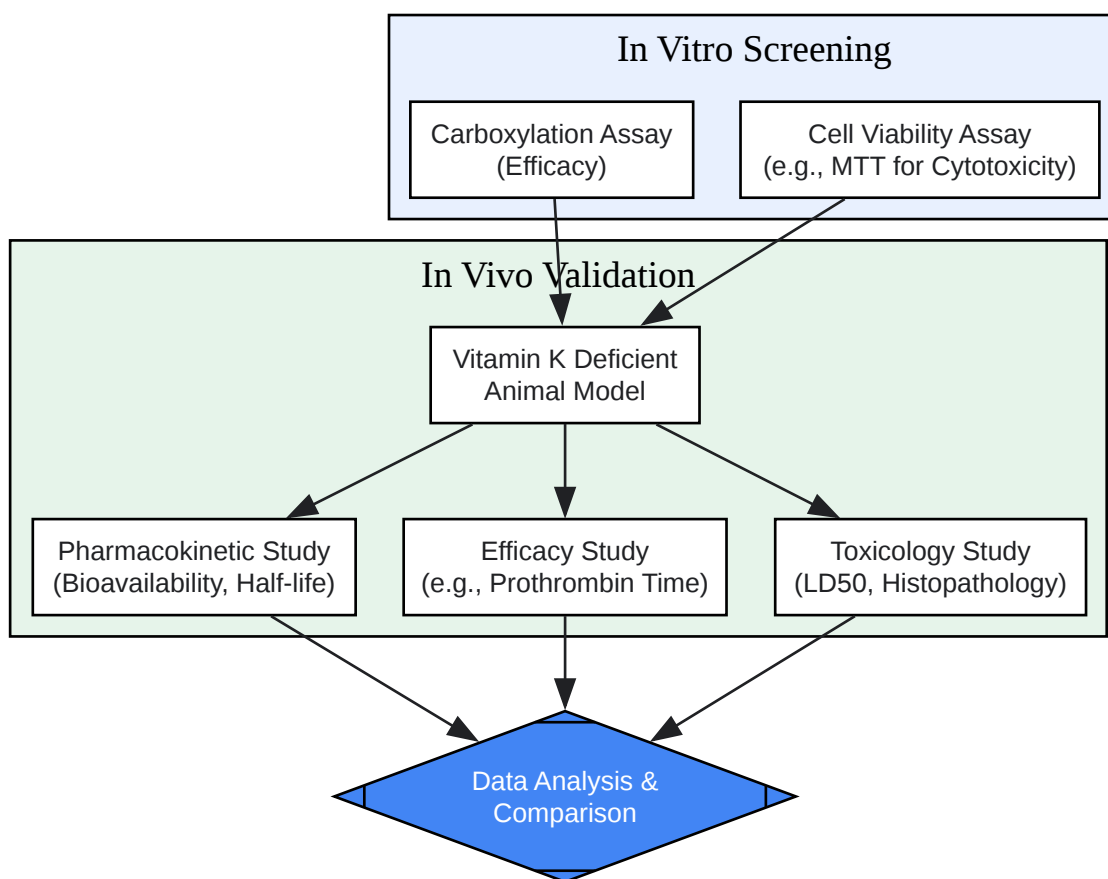 In Vitro Screening
Carboxylation Assay
(Efficacy)
Cell Viability Assay
(e.g., MTT for Cytotoxicity)
In Vivo Validation
Vitamin K Deficient
Animal Model
Pharmacokinetic Study
(Bioavailability, Half-life)
Efficacy Study
(e.g., Prothrombin Time)
Toxicology Study
(LD50, Histopathology)
Data Analysis &
Comparison